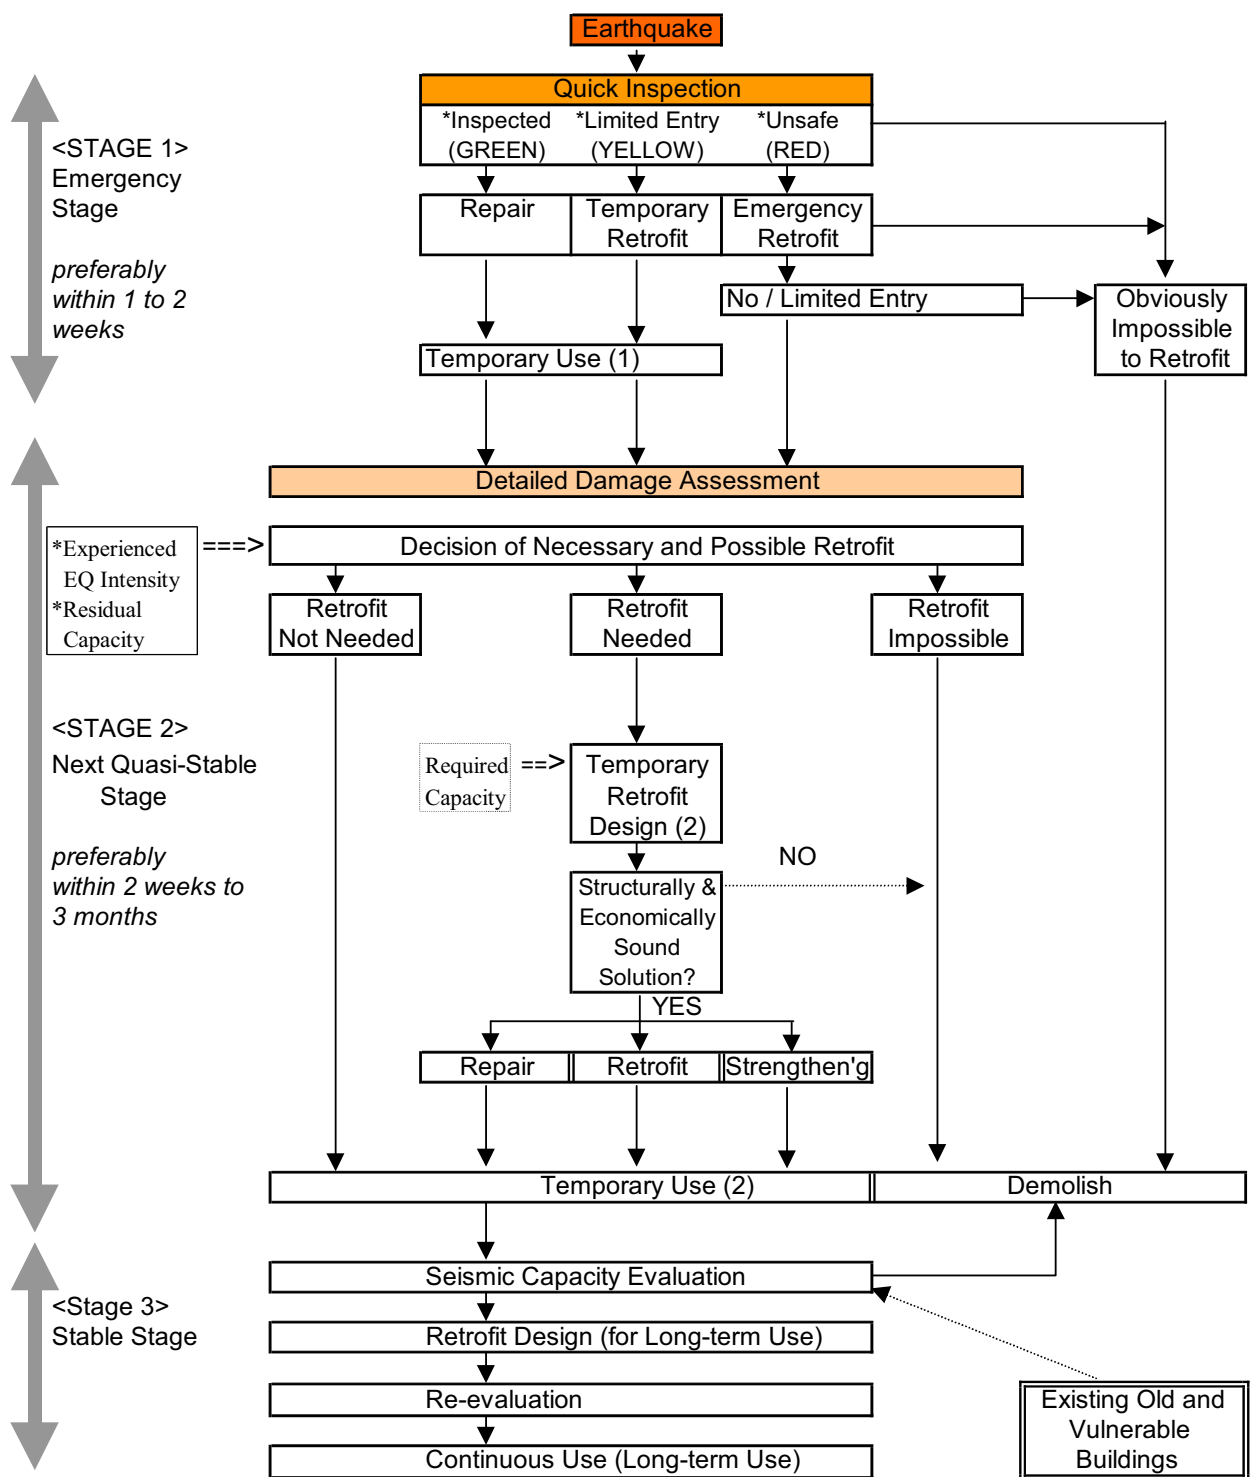 Earthquake
Quick Inspection
*Inspected
(GREEN)
*Limited Entry
(YELLOW)
*Unsafe
(RED)
<STAGE 1>
Emergency
Stage
preferably
within 1 to 2
weeks
Repair
Temporary
Retrofit
Emergency
Retrofit
No / Limited Entry
Obviously
Impossible
to Retrofit
Temporary Use (1)
Detailed Damage Assessment
*Experienced
EQ Intensity
*Residual
Capacity
===>
Decision of Necessary and Possible Retrofit
Retrofit
Not Needed
Retrofit
Needed
Retrofit
Impossible
<STAGE 2>
Next Quasi-Stable
Stage
preferably
within 2 weeks to
3 months
Required
Capacity
==>
Temporary
Retrofit
Design (2)
NO
Structurally &
Economically
Sound
Solution?
YES
Repair
Retrofit
Strengthen'g
Temporary Use (2)
Demolish
<Stage 3>
Stable Stage
Seismic Capacity Evaluation
Retrofit Design (for Long-term Use)
Re-evaluation
Continuous Use (Long-term Use)
Existing Old and
Vulnerable
Buildings